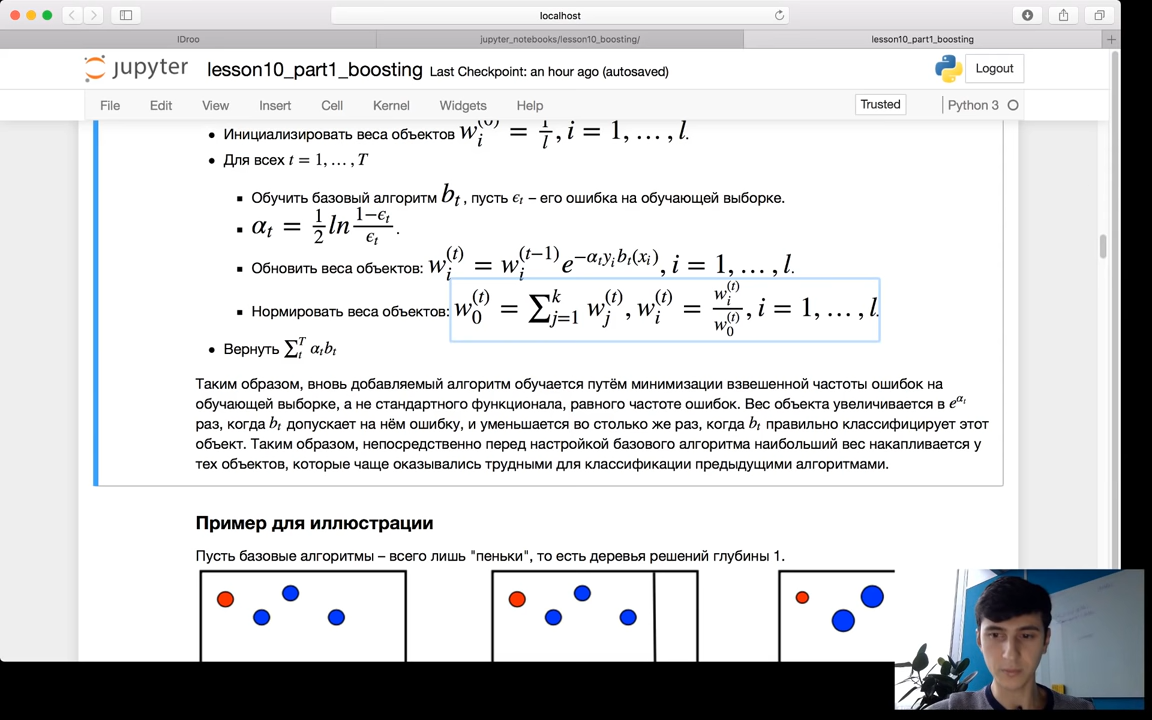 localhost
IDroo
jupyter_notebooks/lesson10_boosting/
lesson10_part1_boosting
jupyter lesson10_part1_boosting Last Checkpoint: an hour ago (autosaved)
Logout
File Edit View Insert Cell Kernel Widgets Help
Trusted
Python 3
• Инициализировать веса объектов w_i^{(0)} = \frac{1}{l}, i = 1, …, l.
• Для всех t = 1, …, T
▪ Обучить базовый алгоритм b_t, пусть ϵ_t – его ошибка на обучающей выборке.
▪ α_t = \frac{1}{2} ln \frac{1−ϵ_t}{ϵ_t}.
▪ Обновить веса объектов: w_i^{(t)} = w_i^{(t−1)} e^{−α_t y_i b_t(x_i)}, i = 1, …, l.
▪ Нормировать веса объектов: w_0^{(t)} = \sum_{j=1}^{k} w_j^{(t)}, w_i^{(t)} = \frac{w_i^{(t)}}{w_0^{(t)}}, i = 1, …, l.
• Вернуть \sum_t^T α_t b_t
Таким образом, вновь добавляемый алгоритм обучается путём минимизации взвешенной частоты ошибок на
обучающей выборке, а не стандартного функционала, равного частоте ошибок. Вес объекта увеличивается в e^{α_t}
раз, когда b_t допускает на нём ошибку, и уменьшается во столько же раз, когда b_t правильно классифицирует этот
объект. Таким образом, непосредственно перед настройкой базового алгоритма наибольший вес накапливается у
тех объектов, которые чаще оказывались трудными для классификации предыдущими алгоритмами.
Пример для иллюстрации
Пусть базовые алгоритмы – всего лишь "пеньки", то есть деревья решений глубины 1.